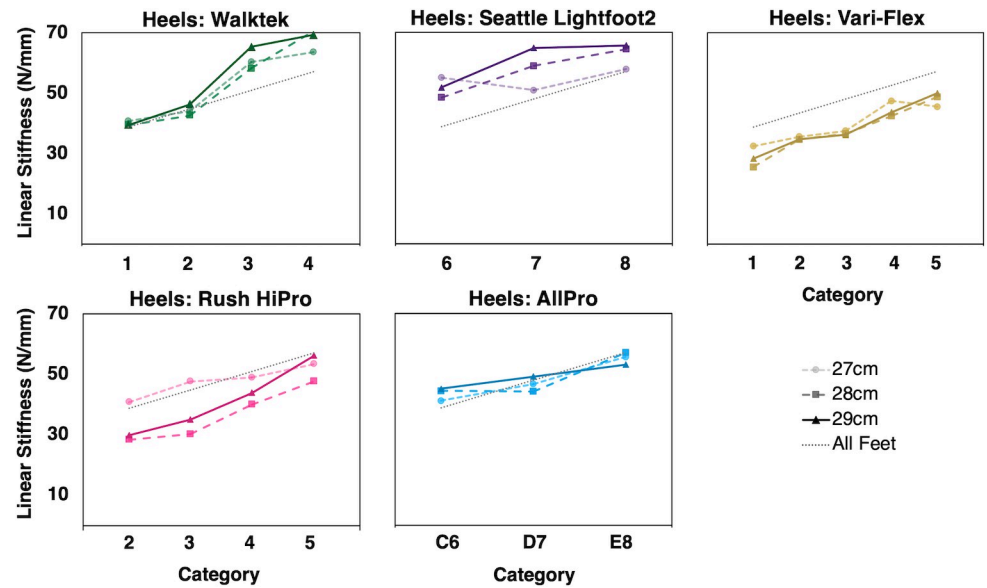 Heels: Walktek
Heels: Seattle Lightfoot2
Heels: Vari-Flex
Linear Stiffness (N/mm)
70
50
30
10
1 2 3 4
6 7 8
1 2 3 4 5
Category
Heels: Rush HiPro
Heels: AllPro
Linear Stiffness (N/mm)
70
50
30
10
2 3 4 5
Category
C6 D7 E8
Category
27cm
28cm
29cm
All Feet